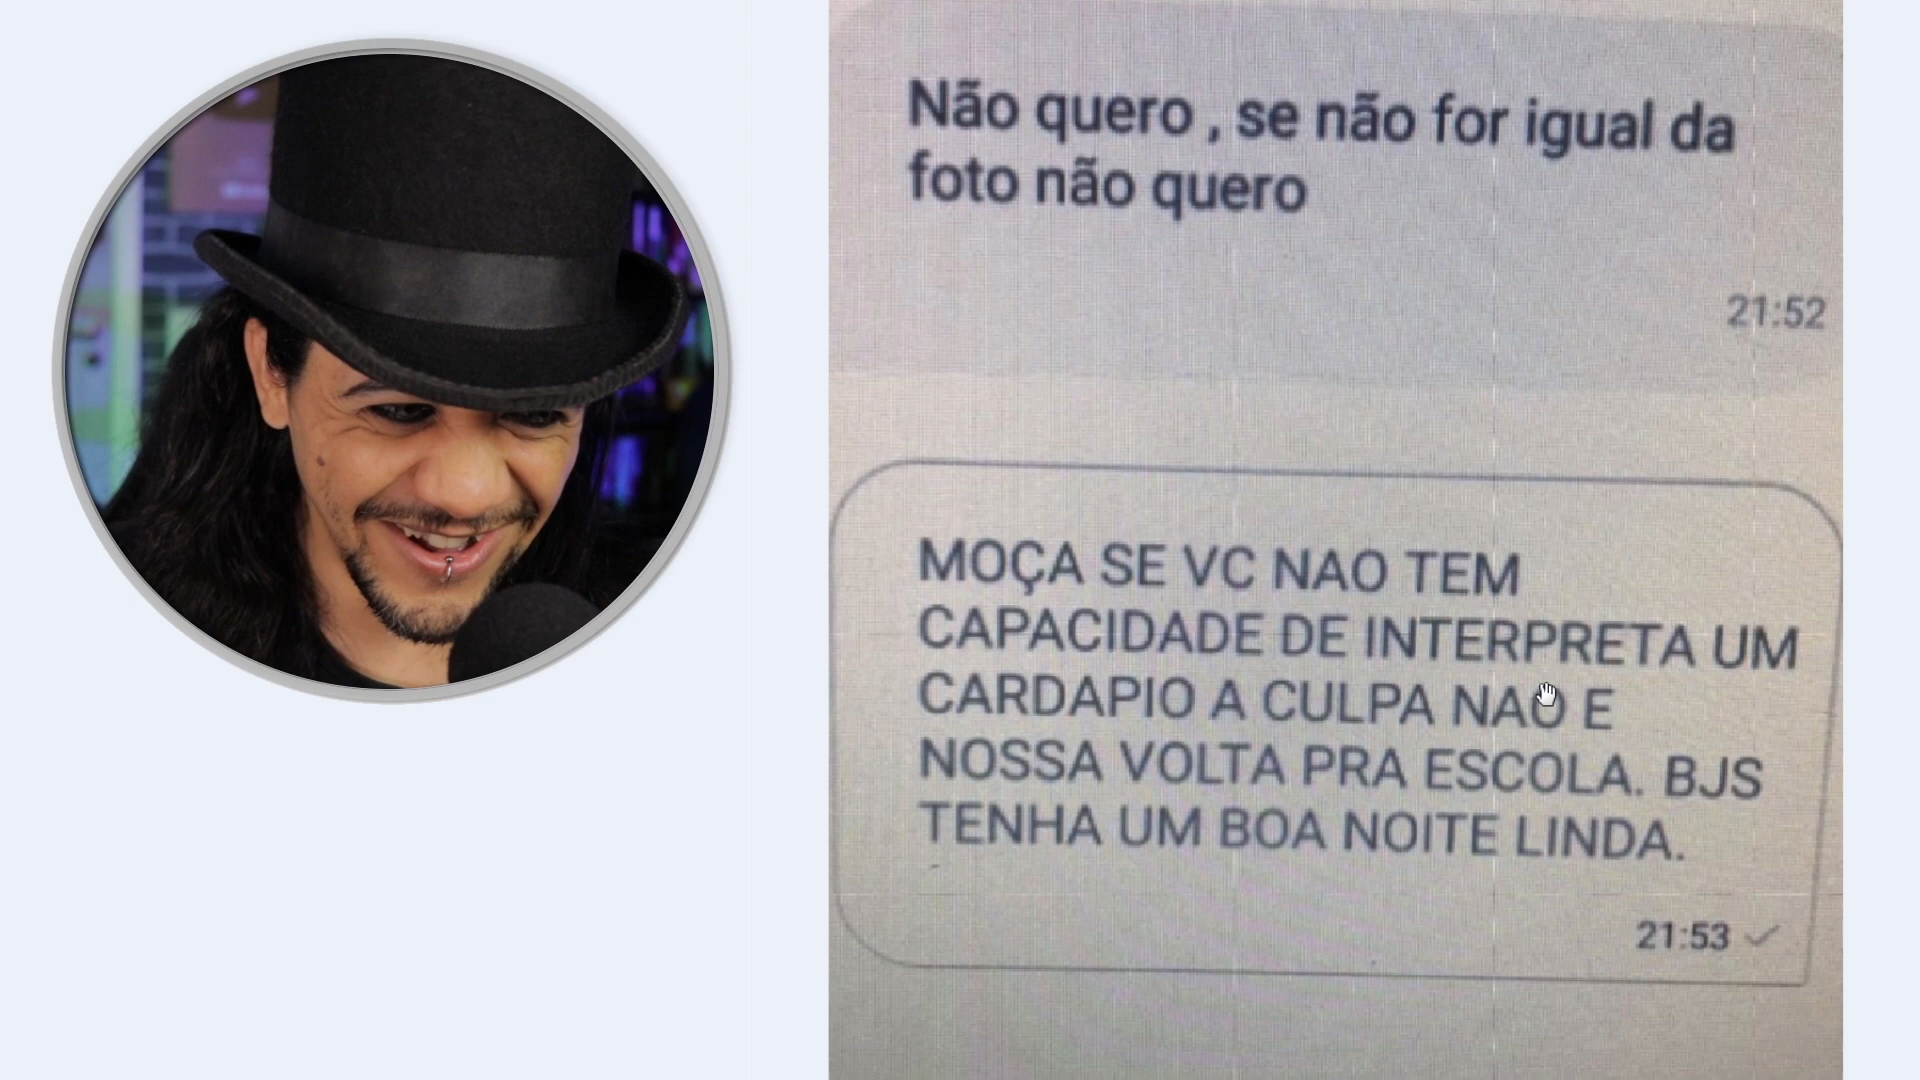 Não quero , se não for igual da
foto não quero
21:52
MOÇA SE VC NAO TEM
CAPACIDADE DE INTERPRETA UM
CARDAPIO A CULPA NAO E
NOSSA VOLTA PRA ESCOLA. BJS
TENHA UM BOA NOITE LINDA.
21:53